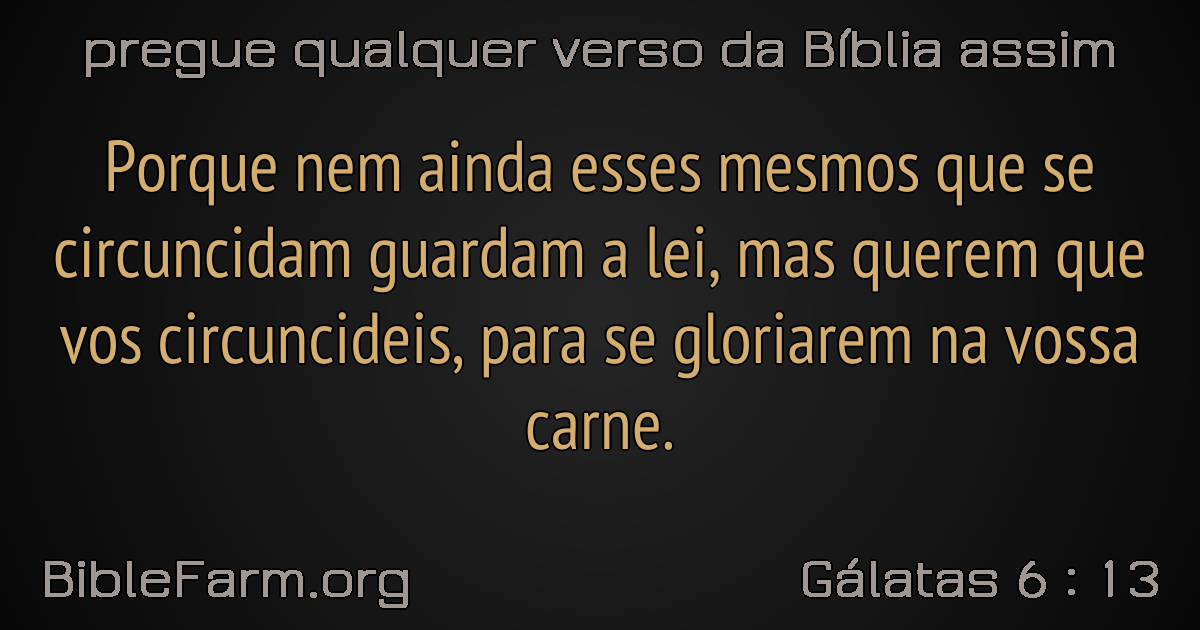 pregue qualquer verso da Bíblia assim
Porque nem ainda esses mesmos que se
circuncidam guardam a lei, mas querem que
vos circuncideis, para se gloriarem na vossa
carne.
BibleFarm.org
Gálatas 6 : 13